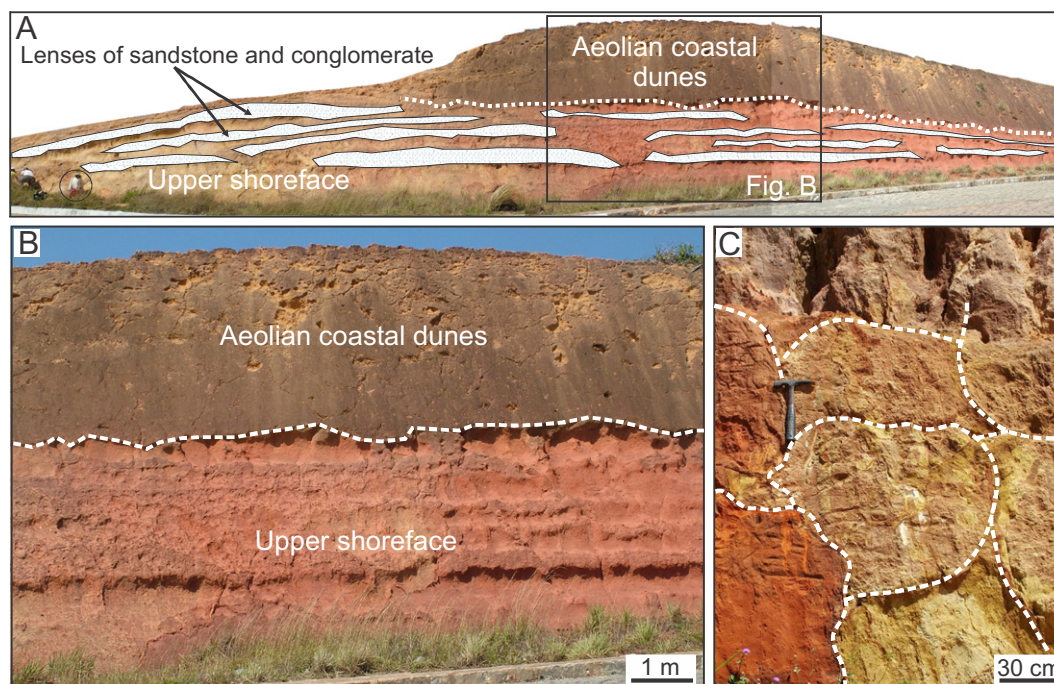 A
Lenses of sandstone and conglomerate
Aeolian coastal
dunes
Upper shoreface
Fig. B
B
Aeolian coastal dunes
Upper shoreface
1 m
C
30 cm